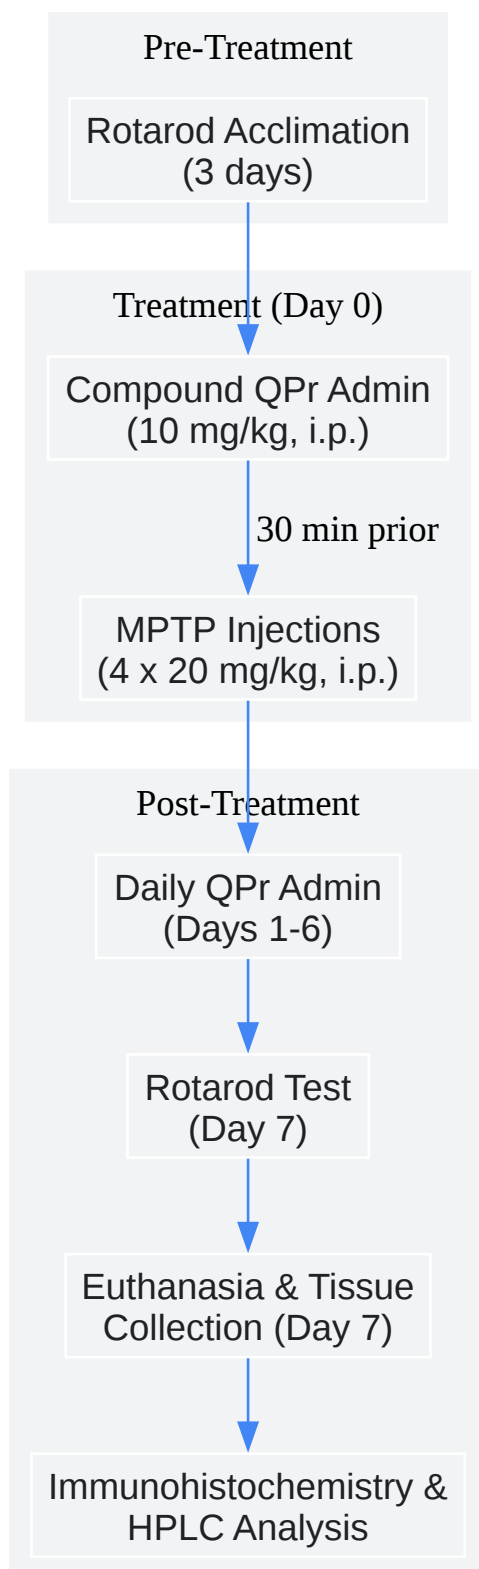 Pre-Treatment
Rotarod Acclimation
(3 days)
Treatment (Day 0)
Compound QPr Admin
(10 mg/kg, i.p.)
30 min prior
MPTP Injections
(4 x 20 mg/kg, i.p.)
Post-Treatment
Daily QPr Admin
(Days 1-6)
Rotarod Test
(Day 7)
Euthanasia & Tissue
Collection (Day 7)
Immunohistochemistry &
HPLC Analysis